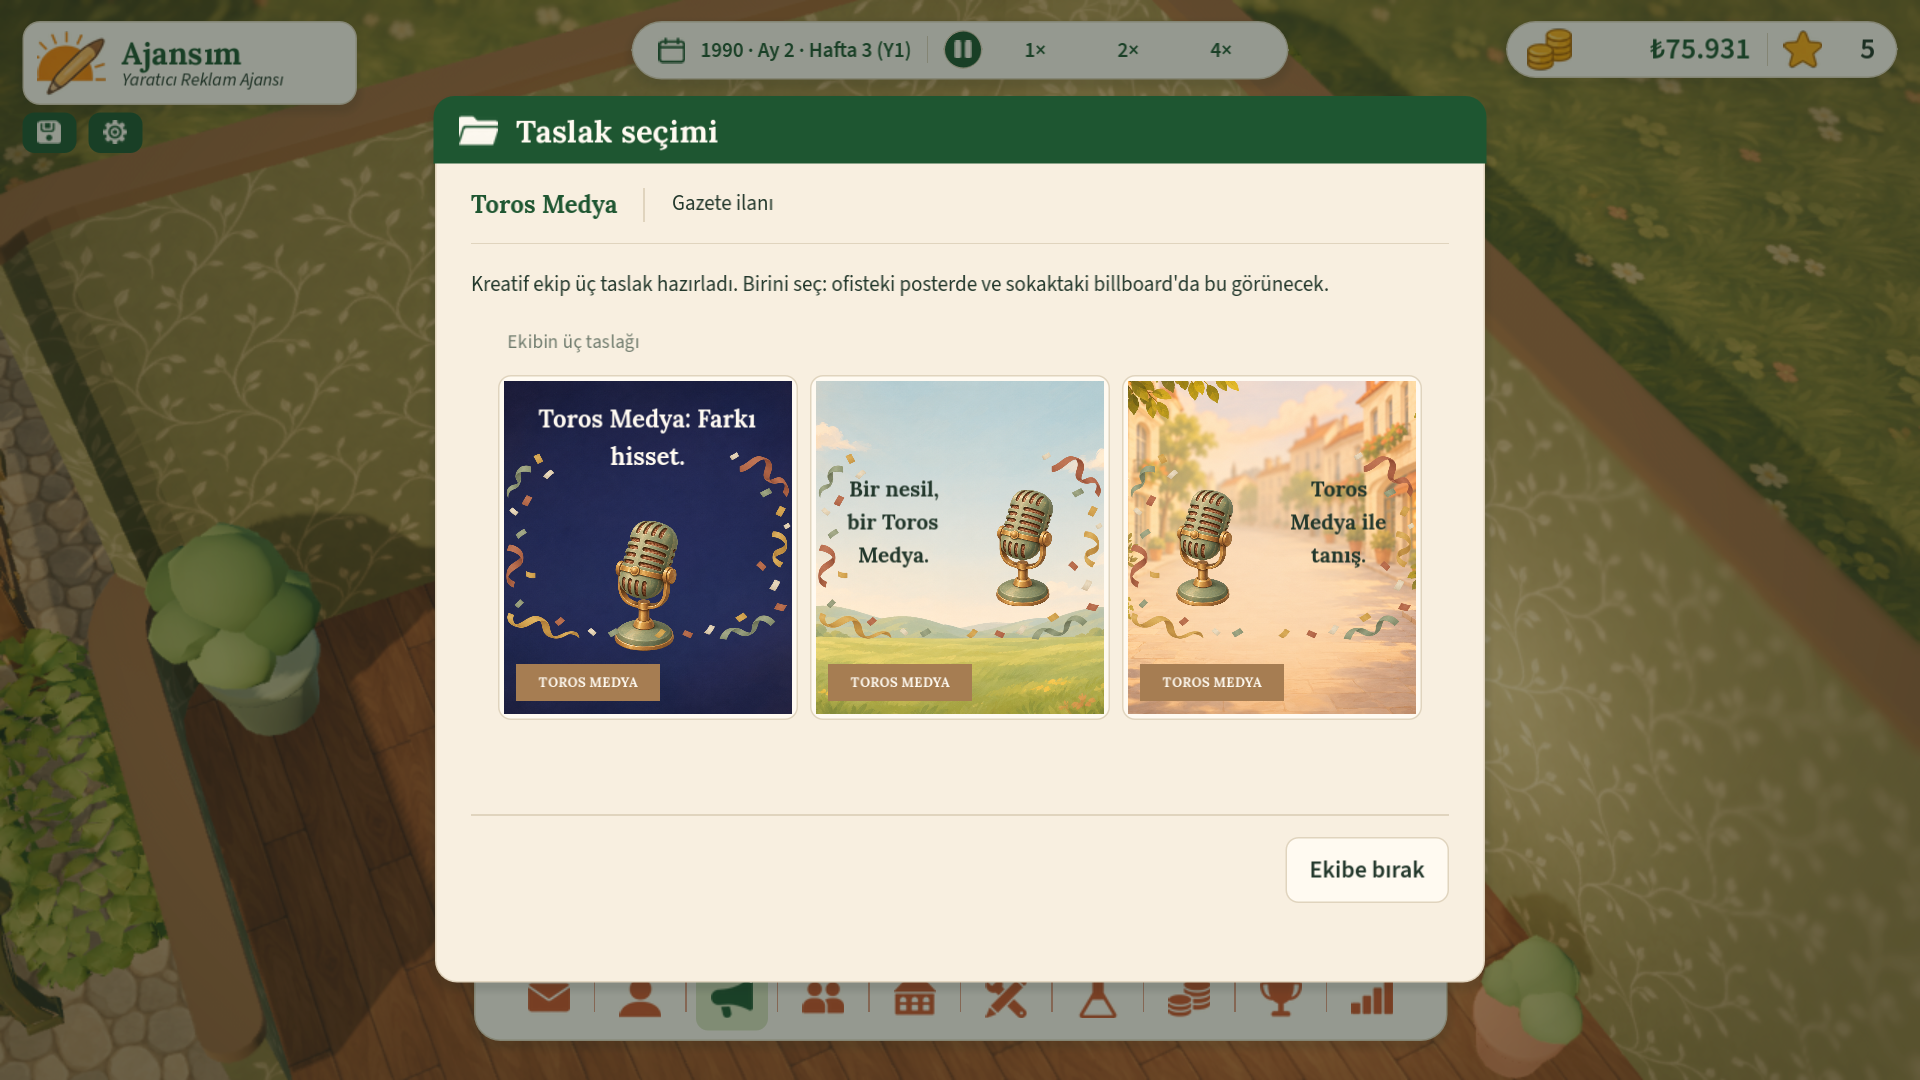 Ajansım
Yaratıcı Reklam Ajansı
1990 · Ay 2 · Hafta 3 (Y1)
1×
2×
4×
₺75.931
5
Taslak seçimi
Toros Medya
Gazete ilanı
Kreatif ekip üç taslak hazırladı. Birini seç: ofisteki posterde ve sokaktaki billboard'da bu görünecek.
Ekibin üç taslağı
Toros Medya: Farkı
hisset.
TOROS MEDYA
Bir nesil,
bir Toros
Medya.
TOROS MEDYA
Toros
Medya ile
tanış.
TOROS MEDYA
Ekibe bırak